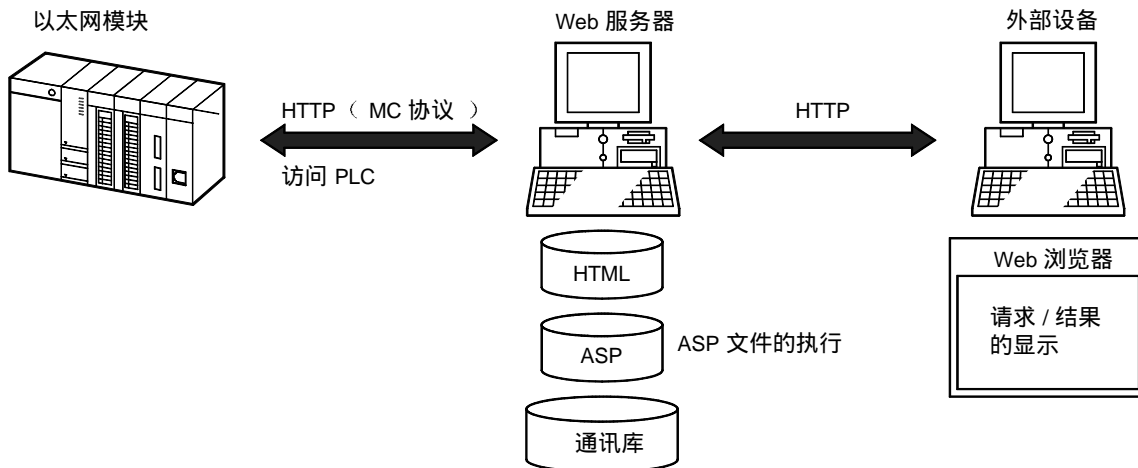 以太网模块
Web 服务器
外部设备
HTTP（ MC 协议 ）
HTTP
访问 PLC
HTML
Web 浏览器
请求 / 结果
的显示
ASP
ASP 文件的执行
通讯库